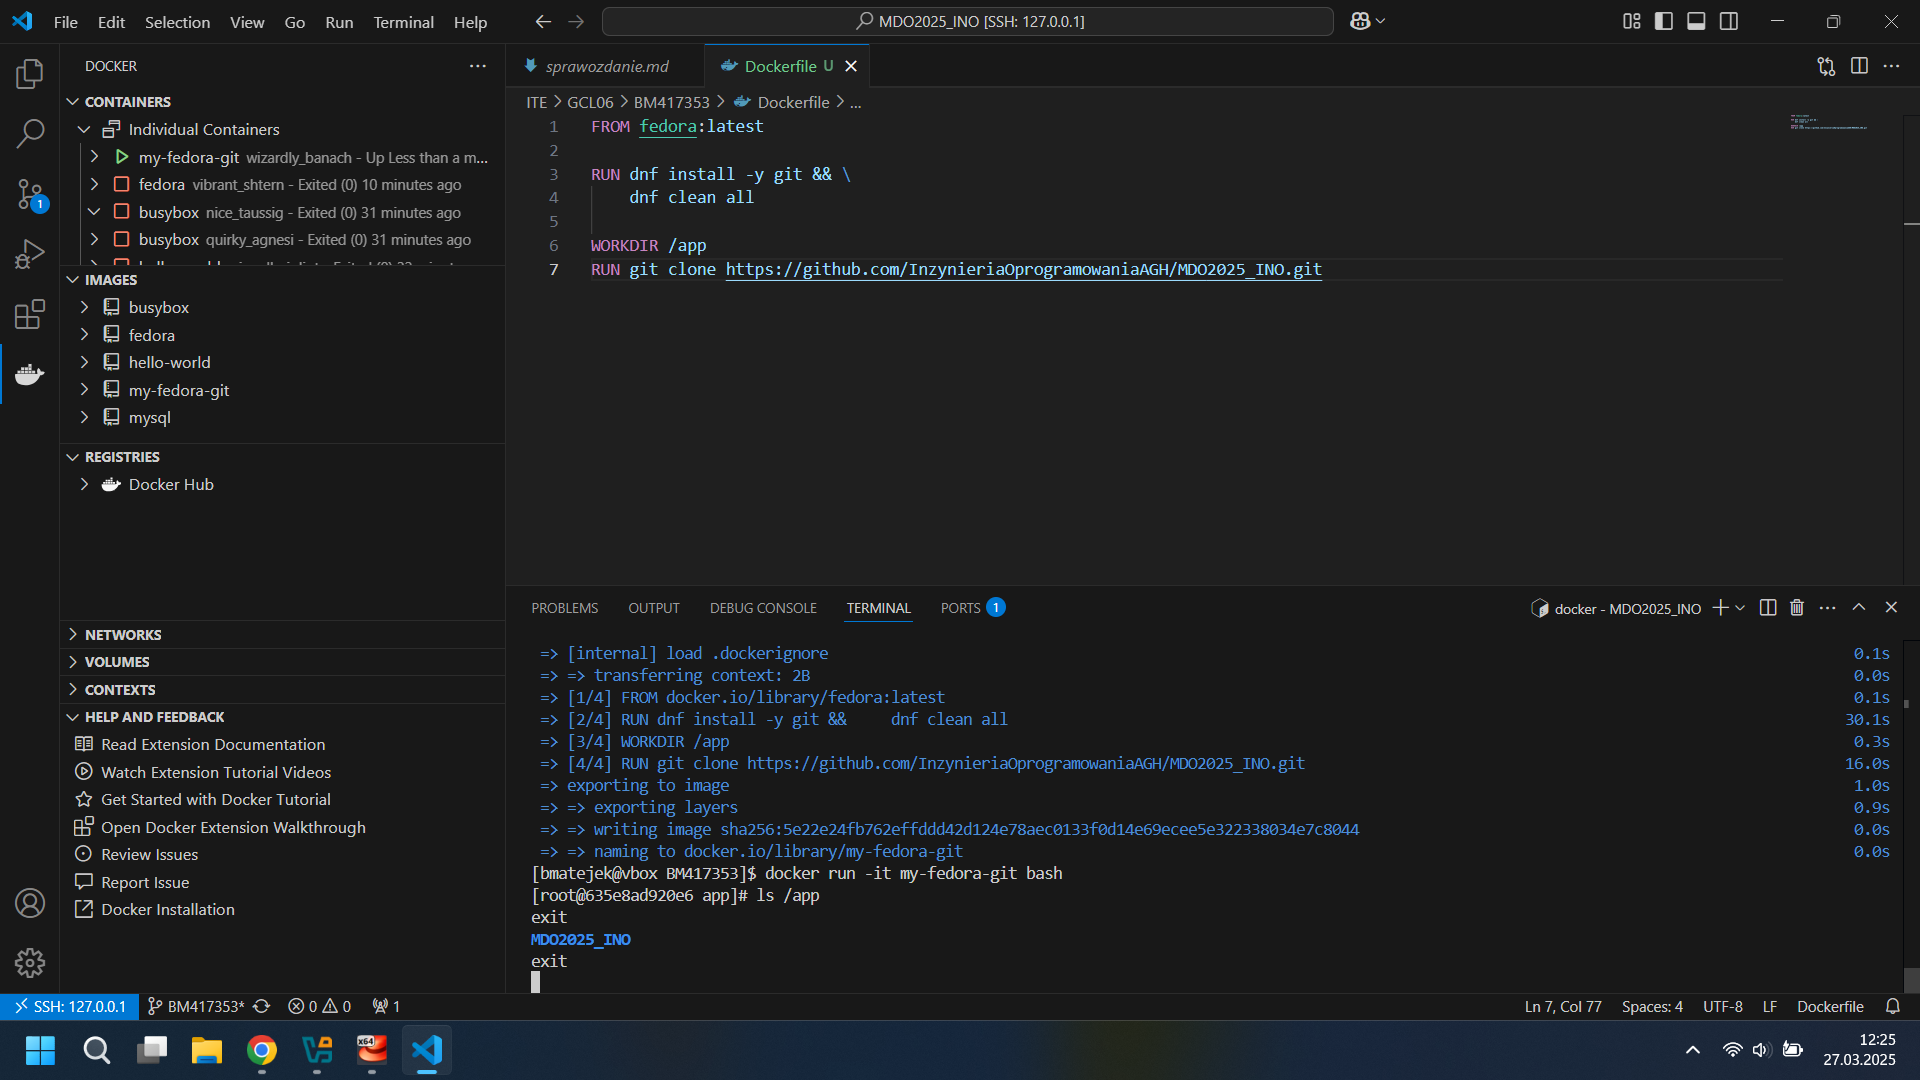 File Edit Selection View Go Run Terminal Help
MDO2025_INO [SSH: 127.0.0.1]
DOCKER
CONTAINERS
Individual Containers
my-fedora-git wizardly_banach - Up Less than a m...
fedora vibrant_shtern - Exited (0) 10 minutes ago
busybox nice_taussig - Exited (0) 31 minutes ago
busybox quirky_agnesi - Exited (0) 31 minutes ago
IMAGES
busybox
fedora
hello-world
my-fedora-git
mysql
REGISTRIES
Docker Hub
NETWORKS
VOLUMES
CONTEXTS
HELP AND FEEDBACK
Read Extension Documentation
Watch Extension Tutorial Videos
Get Started with Docker Tutorial
Open Docker Extension Walkthrough
Review Issues
Report Issue
Docker Installation
1
sprawozdanie.md
Dockerfile U
ITE > GCL06 > BM417353 > Dockerfile > ...
1 FROM fedora:latest
2
3 RUN dnf install -y git && \
4 dnf clean all
5
6 WORKDIR /app
7 RUN git clone https://github.com/InzynieriaOprogramowaniaAGH/MDO2025_INO.git
PROBLEMS OUTPUT DEBUG CONSOLE TERMINAL PORTS 1
docker - MDO2025_INO
=> [internal] load .dockerignore 0.1s
=> => transferring context: 2B 0.0s
=> [1/4] FROM docker.io/library/fedora:latest 0.1s
=> [2/4] RUN dnf install -y git && dnf clean all 30.1s
=> [3/4] WORKDIR /app 0.3s
=> [4/4] RUN git clone https://github.com/InzynieriaOprogramowaniaAGH/MDO2025_INO.git 16.0s
=> exporting to image 1.0s
=> => exporting layers 0.9s
=> => writing image sha256:5e22e24fb762effddd42d124e78aec0133f0d14e69ecee5e322338034e7c8044 0.0s
=> => naming to docker.io/library/my-fedora-git 0.0s
[bmatejek@vbox BM417353]$ docker run -it my-fedora-git bash
[root@635e8ad920e6 app]# ls /app
exit
MDO2025_INO
exit
SSH: 127.0.0.1 BM417353* 0 0 1
Ln 7, Col 77 Spaces: 4 UTF-8 LF Dockerfile
x64
12:25
27.03.2025